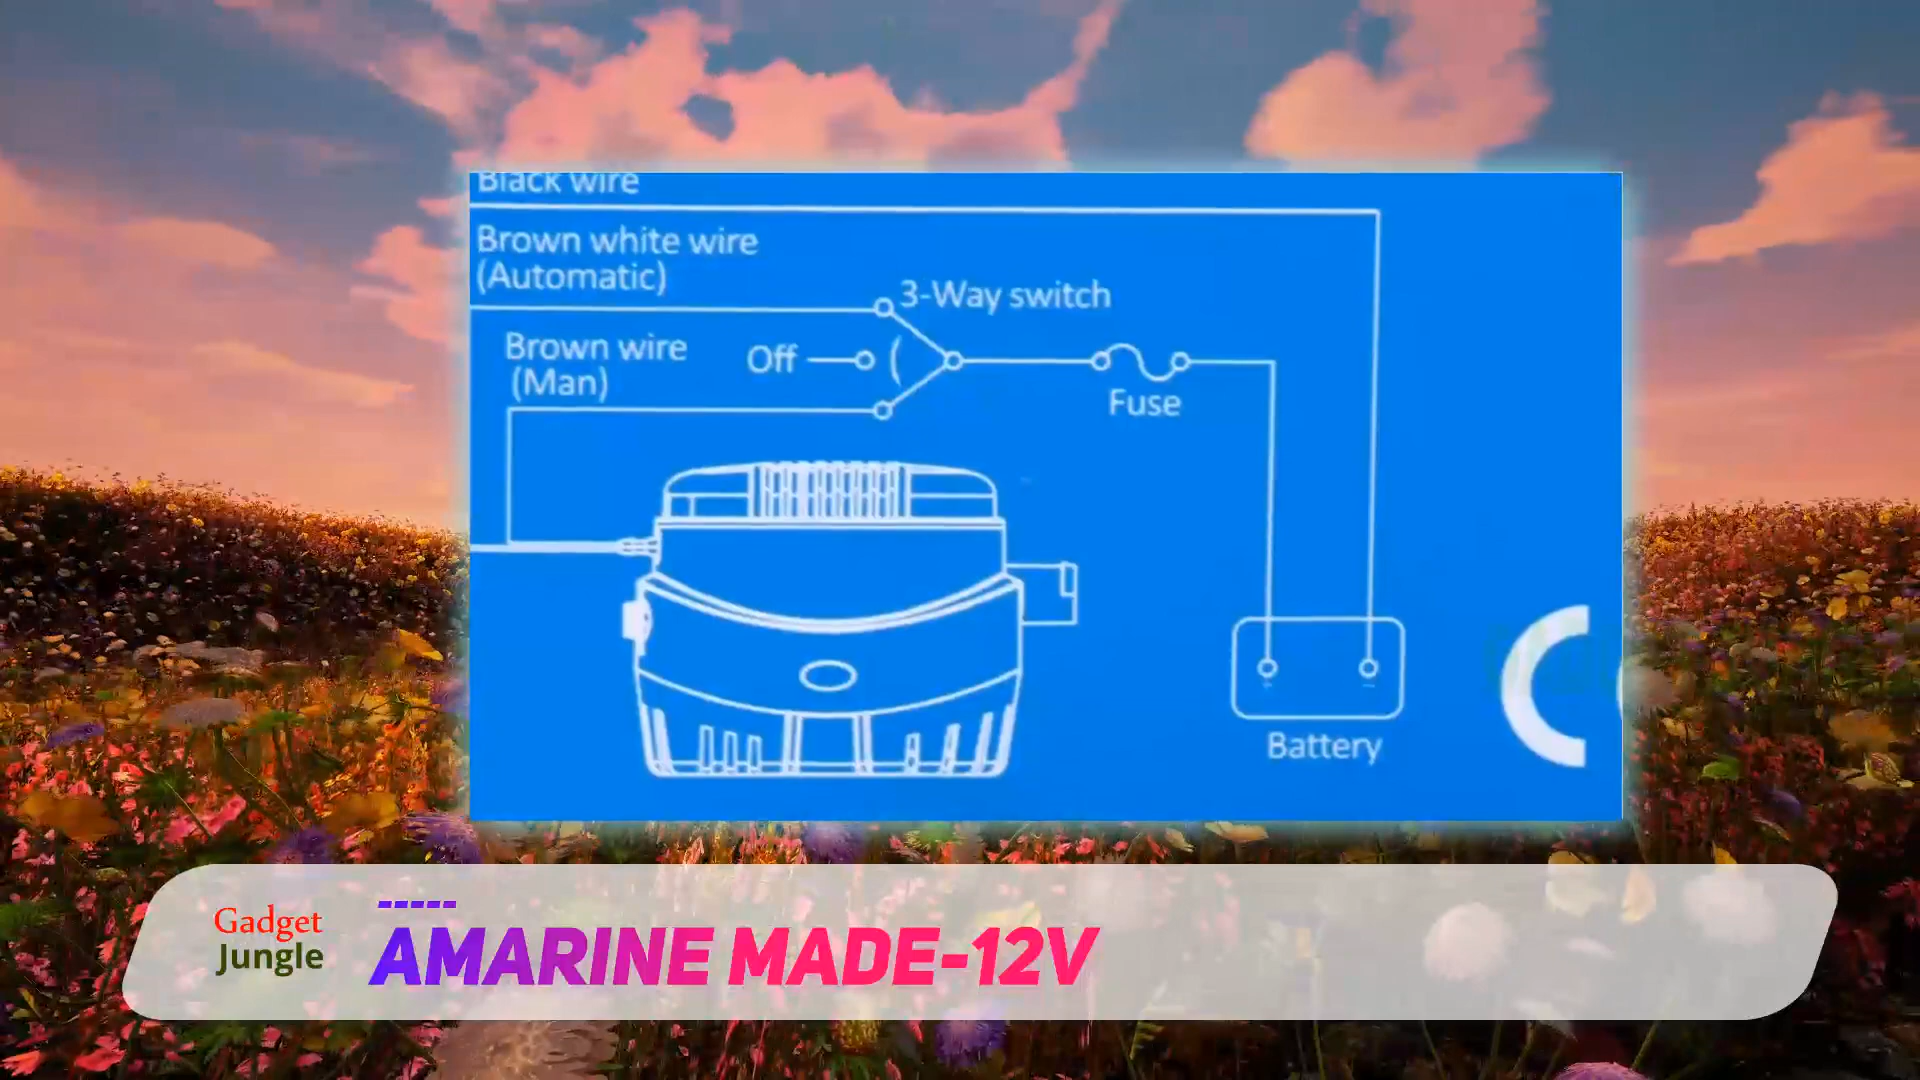 Black wire
Brown white wire
(Automatic)
3-Way switch
Brown wire
(Man)
Off
Fuse
+
−
Battery
Gadget
Jungle
AMARINE MADE-12V